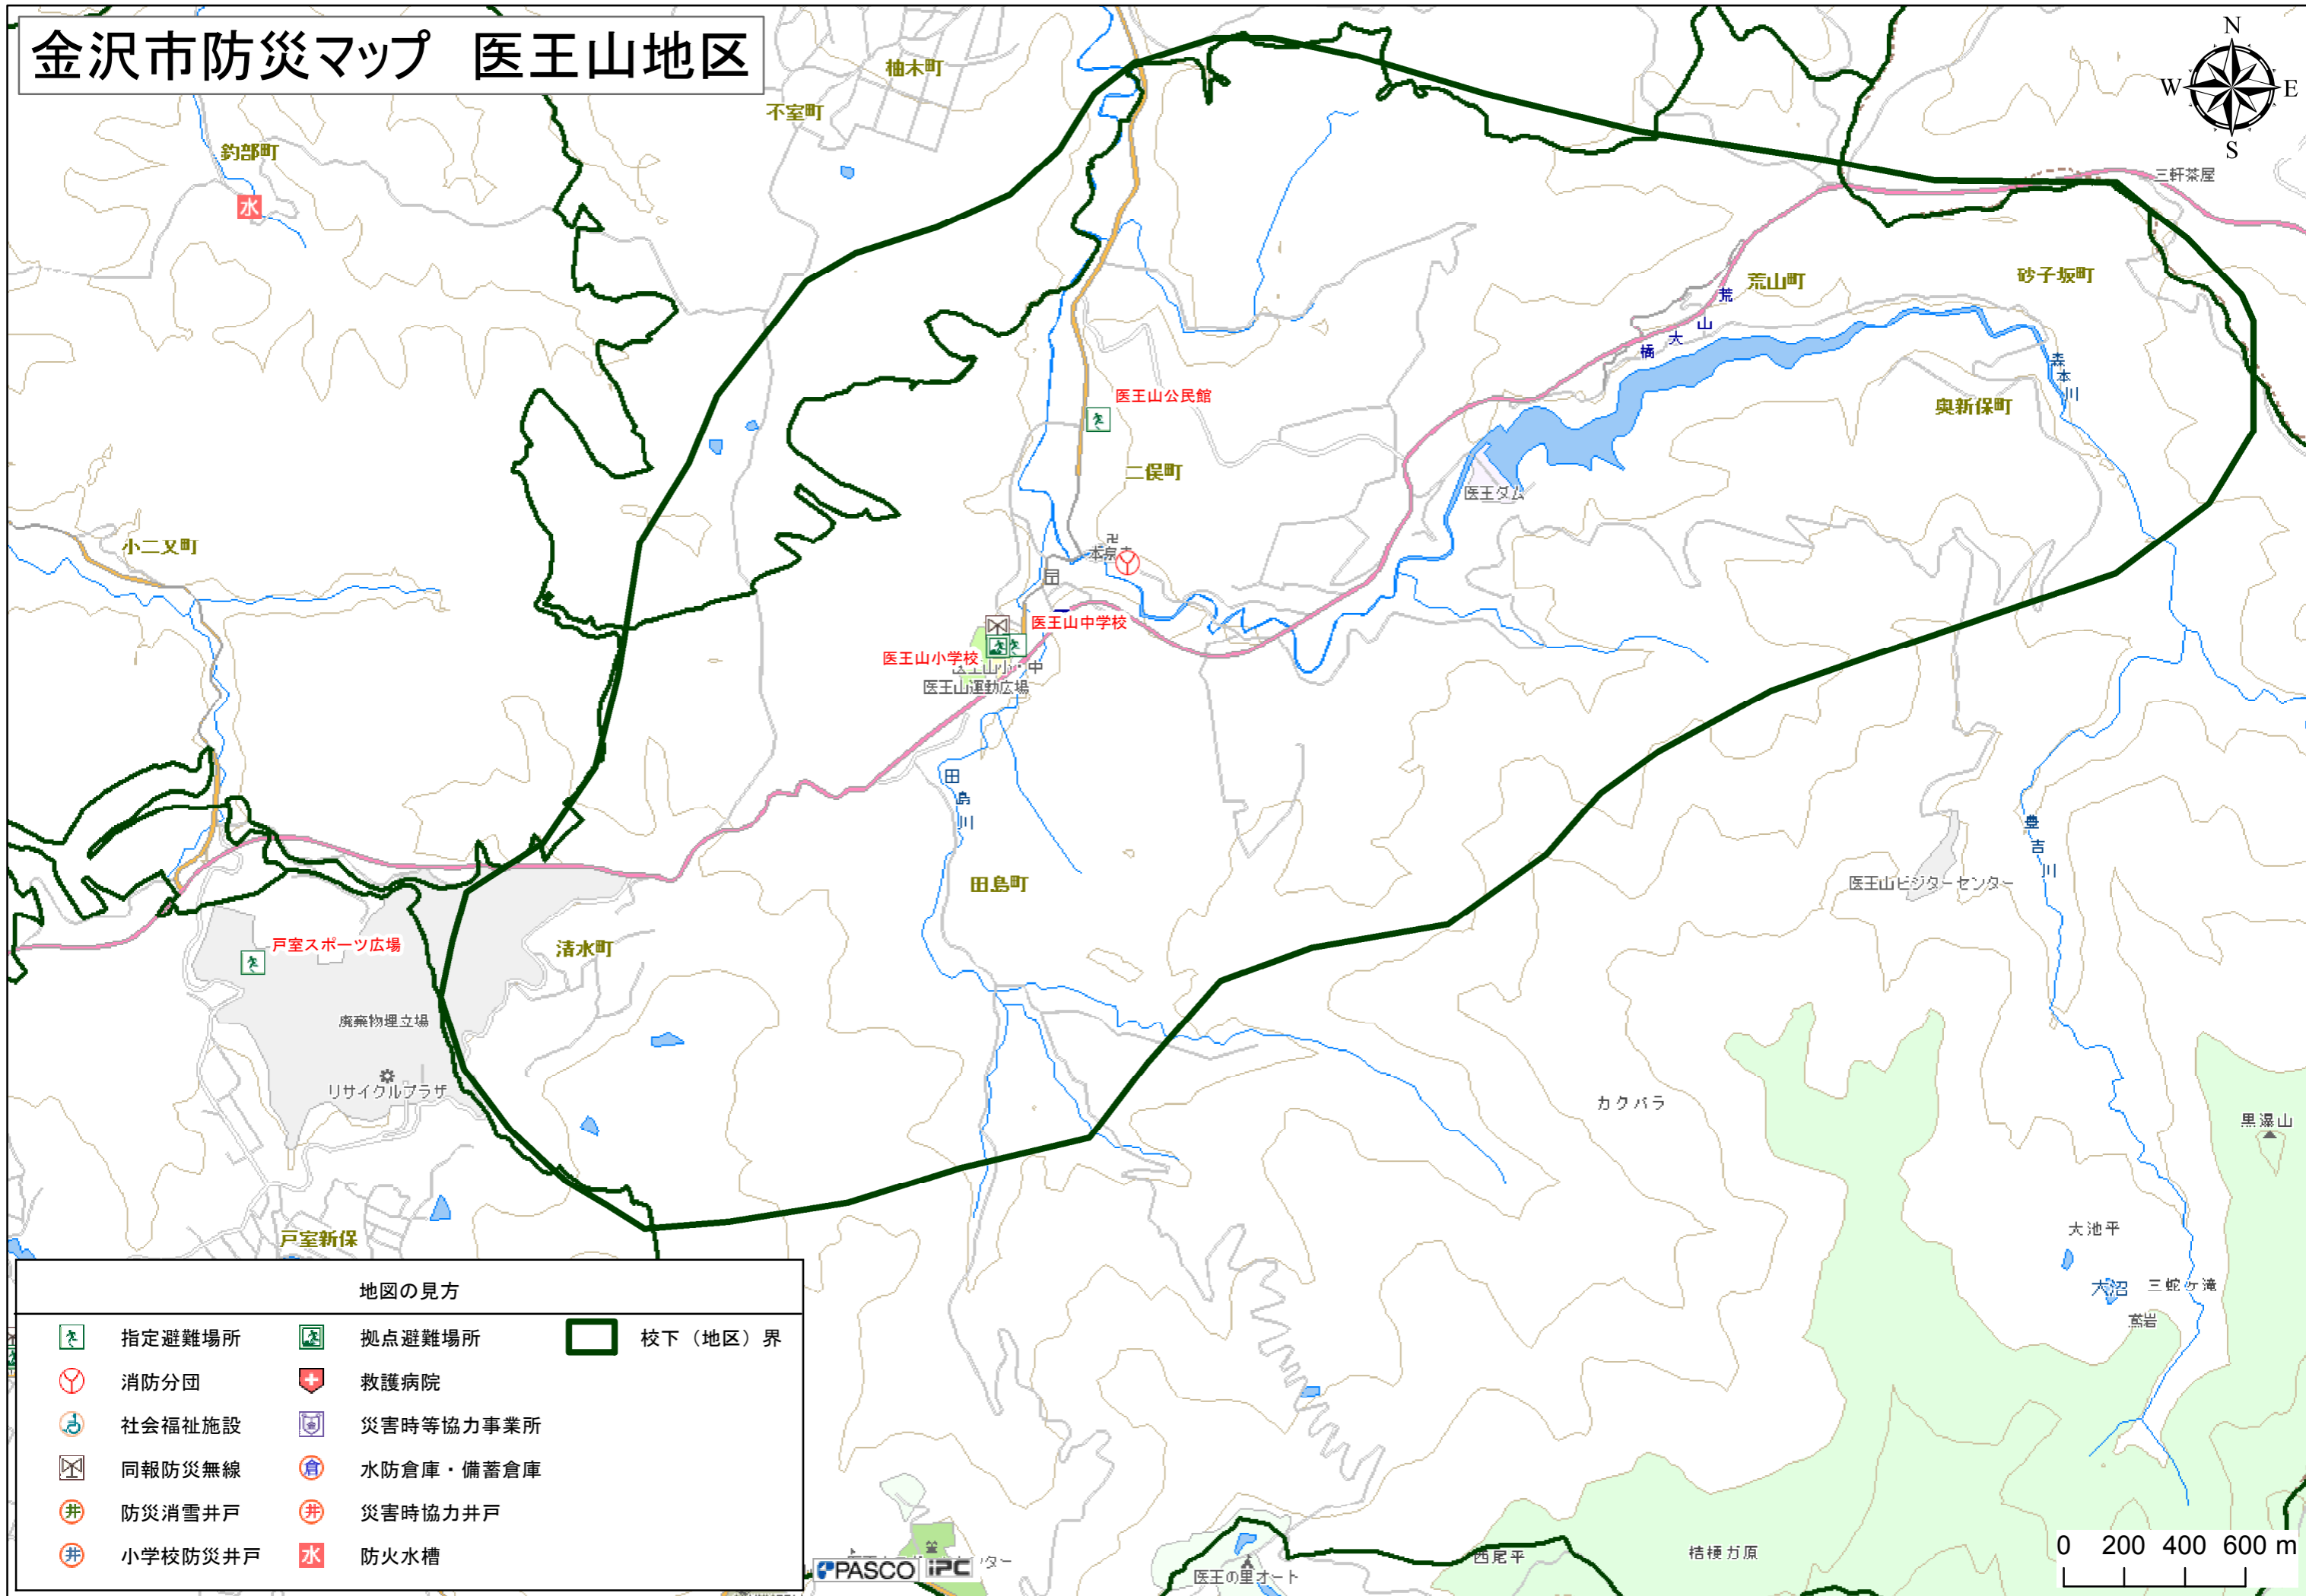 金沢市防災マップ 医王山地区
N
W E
S
柚木町
不室町
釣部町
水
三軒茶屋
荒山町
砂子坂町
荒山大橋
森本川
奥新保町
医王山公民館
二俣町
医王ダム
小二又町
医王山中学校
医王山小学校
医王山小・中
医王山運動広場
田島川
豊吉川
田島町
医王山ビジターセンター
戸室スポーツ広場
清水町
廃棄物埋立場
リサイクルプラザ
カクバラ
黒瀑山
戸室新保
大池平
大沼
三蛇ヶ滝
鳶岩
地図の見方
指定避難場所 拠点避難場所 校下（地区）界
消防分団 救護病院
社会福祉施設 災害時等協力事業所
同報防災無線 倉 水防倉庫・備蓄倉庫
井 防災消雪井戸 井 災害時協力井戸
井 小学校防災井戸 水 防火水槽
PASCO iPC
ター
医王の里オート
西尾平
桔梗ガ原
0 200 400 600 m